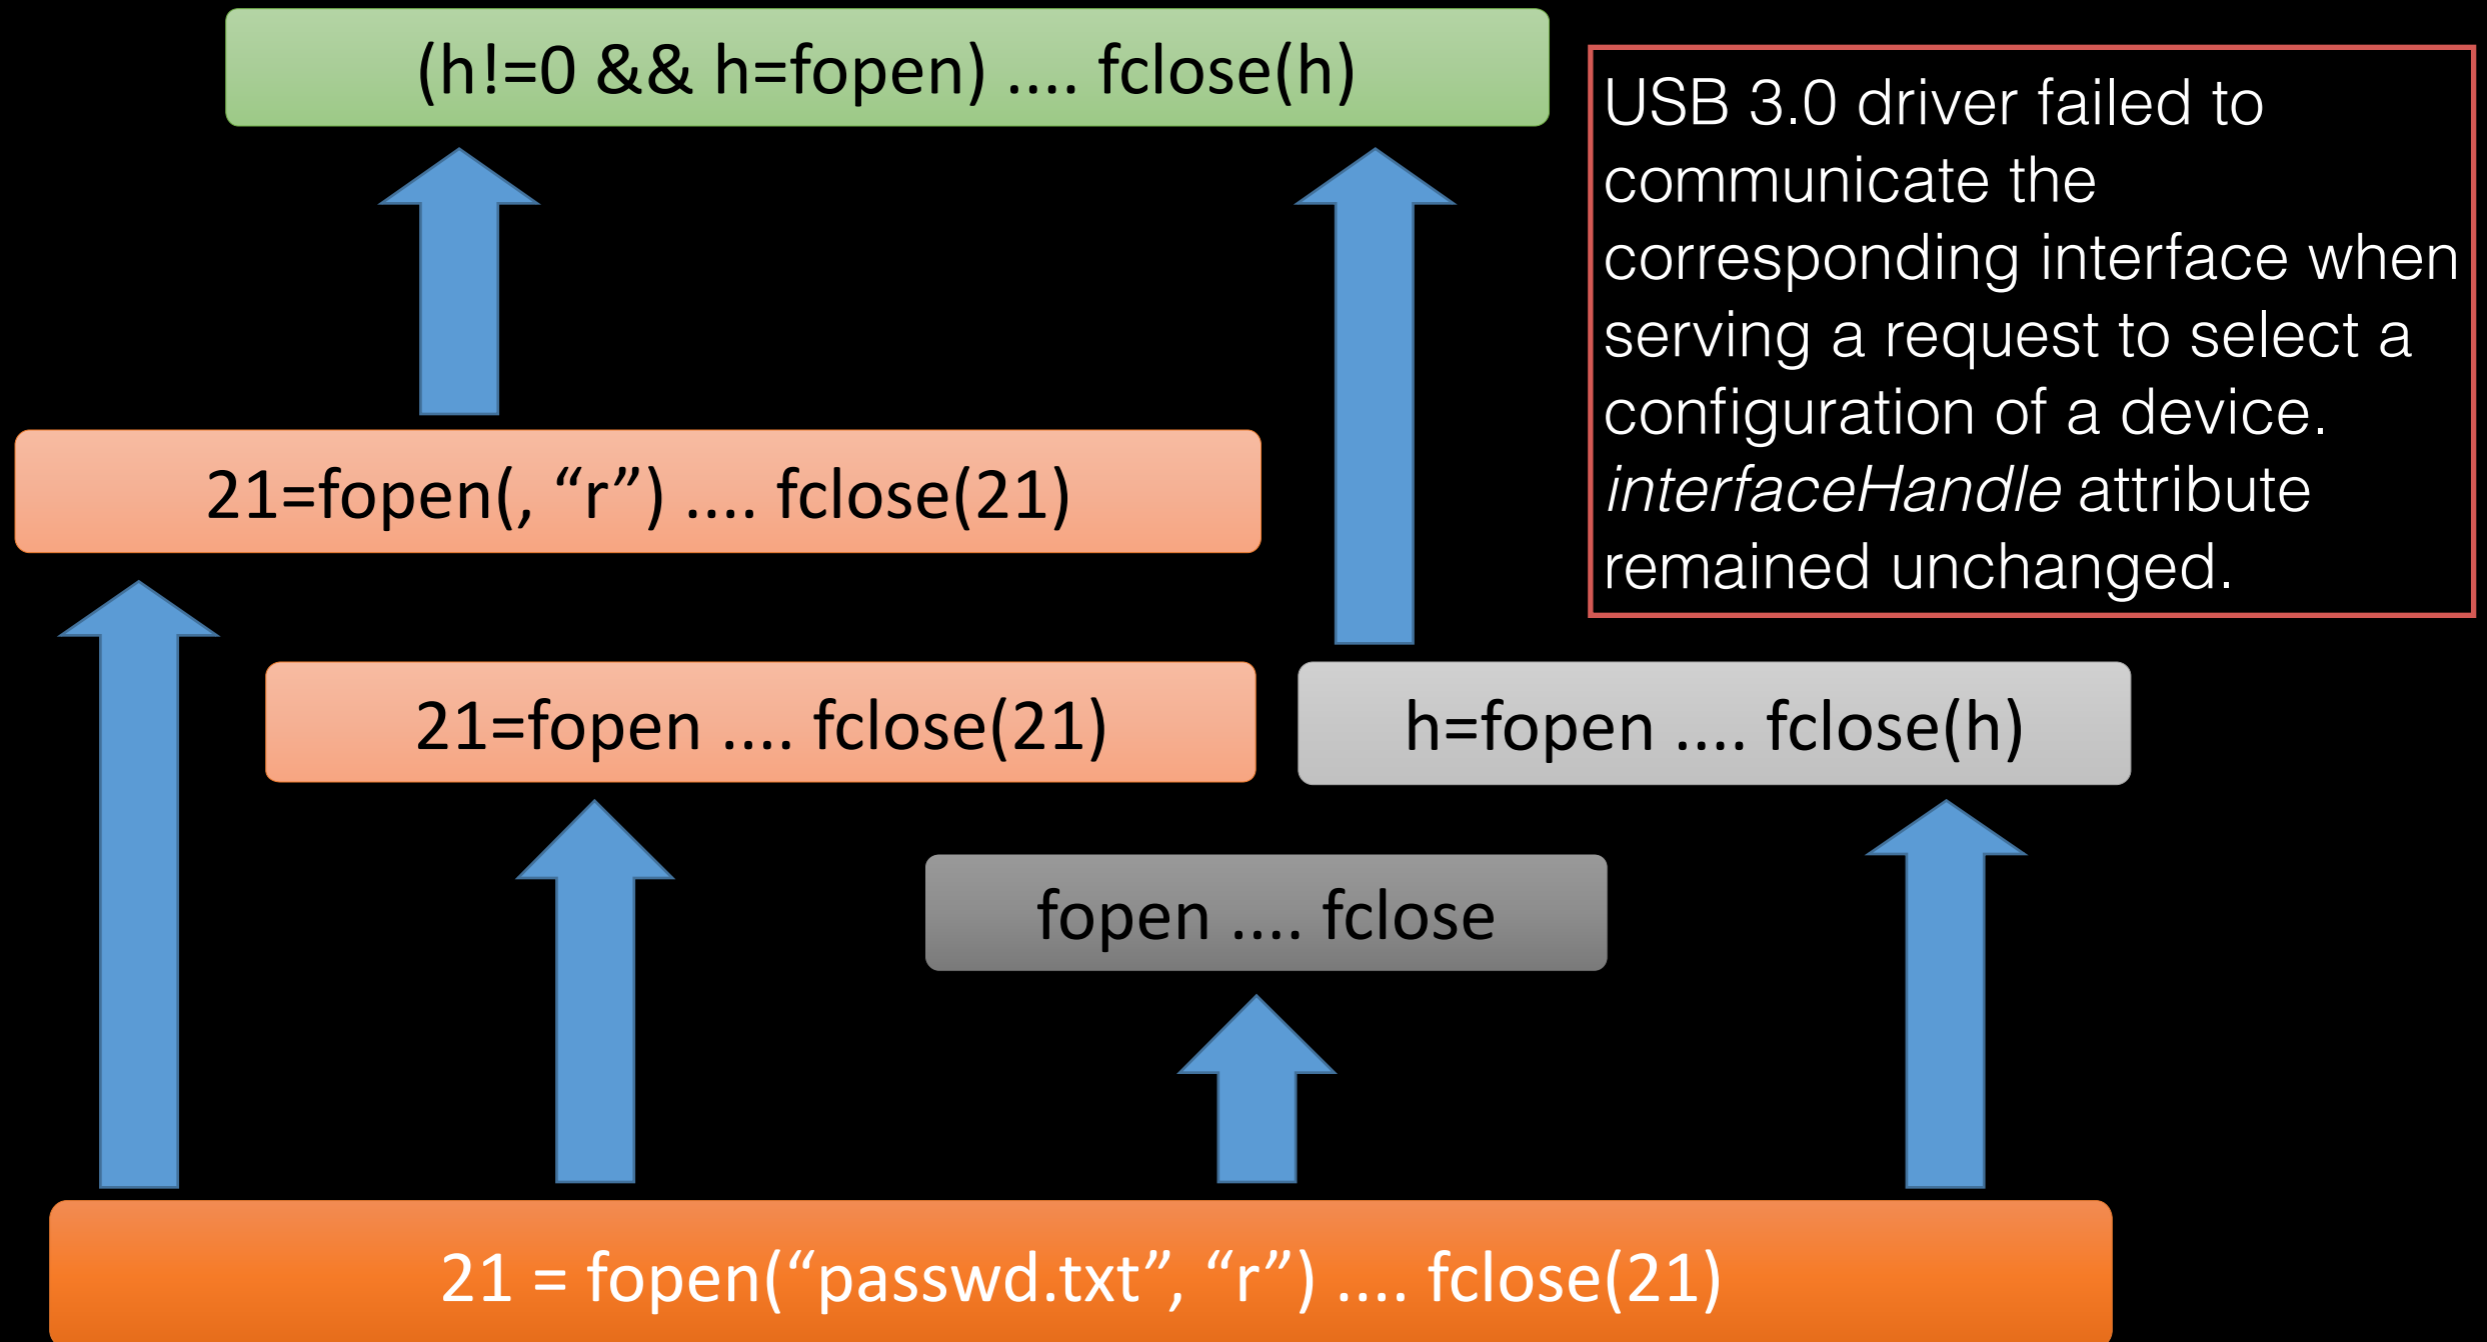 (h!=0 && h=fopen) .... fclose(h)
USB 3.0 driver failed to
communicate the
corresponding interface when
serving a request to select a
configuration of a device.
interfaceHandle attribute
remained unchanged.
21=fopen(, “r”) .... fclose(21)
21=fopen .... fclose(21)
h=fopen .... fclose(h)
fopen .... fclose
21 = fopen(“passwd.txt”, “r”) .... fclose(21)